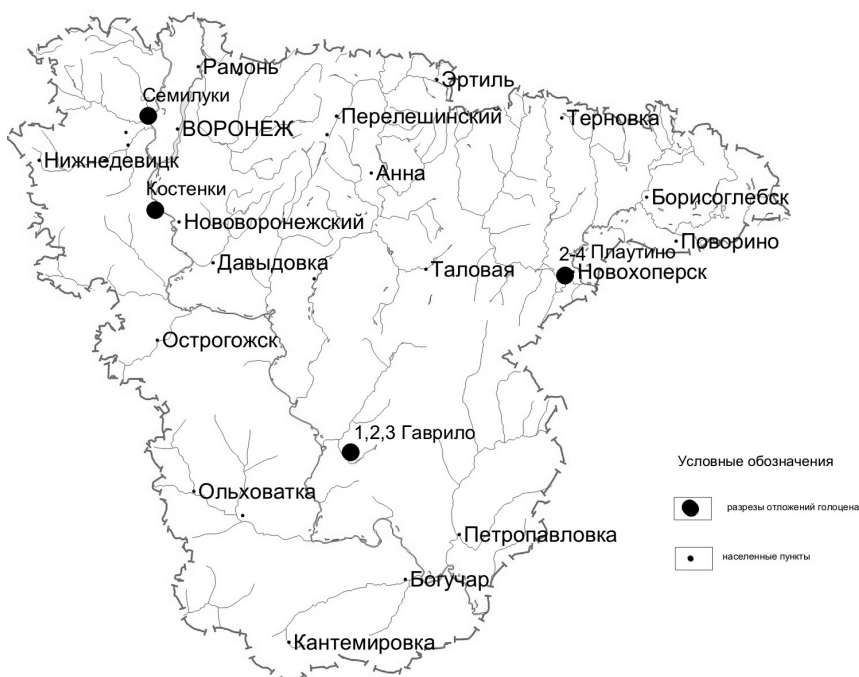 Рамонь
Эртиль
Семилуки
Перелешинский
Терновка
ВОРОНЕЖ
Нижнедевицк
Анна
Костенки
Борисоглебск
Нововоронежский
Поворино
2-4 Плаутино
Давыдовка
Таловая
Новохоперск
Острогожск
1,2,3 Гаврило
Условные обозначения
Ольховатка
разрезы отложений голоцена
Петропавловка
населенные пункты
Богучар
Кантемировка